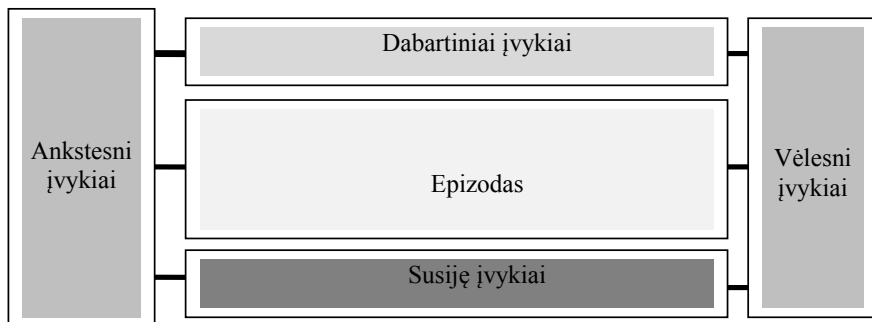 Ankstesni
įvykiai
Dabartiniai įvykiai
Epizodas
Susiję įvykiai
Vėlesni
įvykiai